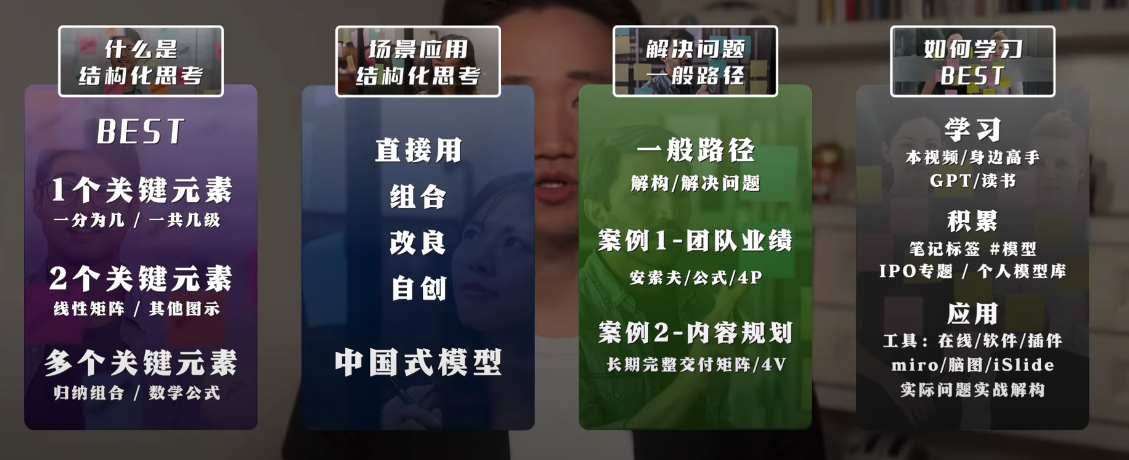 什么是
结构化思考
BEST
1个关键元素
一分为几 / 一共几级
2个关键元素
线性矩阵 / 其他图示
多个关键元素
归纳组合 / 数学公式
场景应用
结构化思考
直接用
组合
改良
自创
中国式模型
解决问题
一般路径
一般路径
解构/解决问题
案例1-团队业绩
安索夫/公式/4P
案例2-内容规划
长期完整交付矩阵/4V
如何学习
BEST
学习
本视频/身边高手
GPT/读书
积累
笔记标签 #模型
IPO专题 / 个人模型库
应用
工具：在线/软件/插件
miro/脑图/iSlide
实际问题实战解构